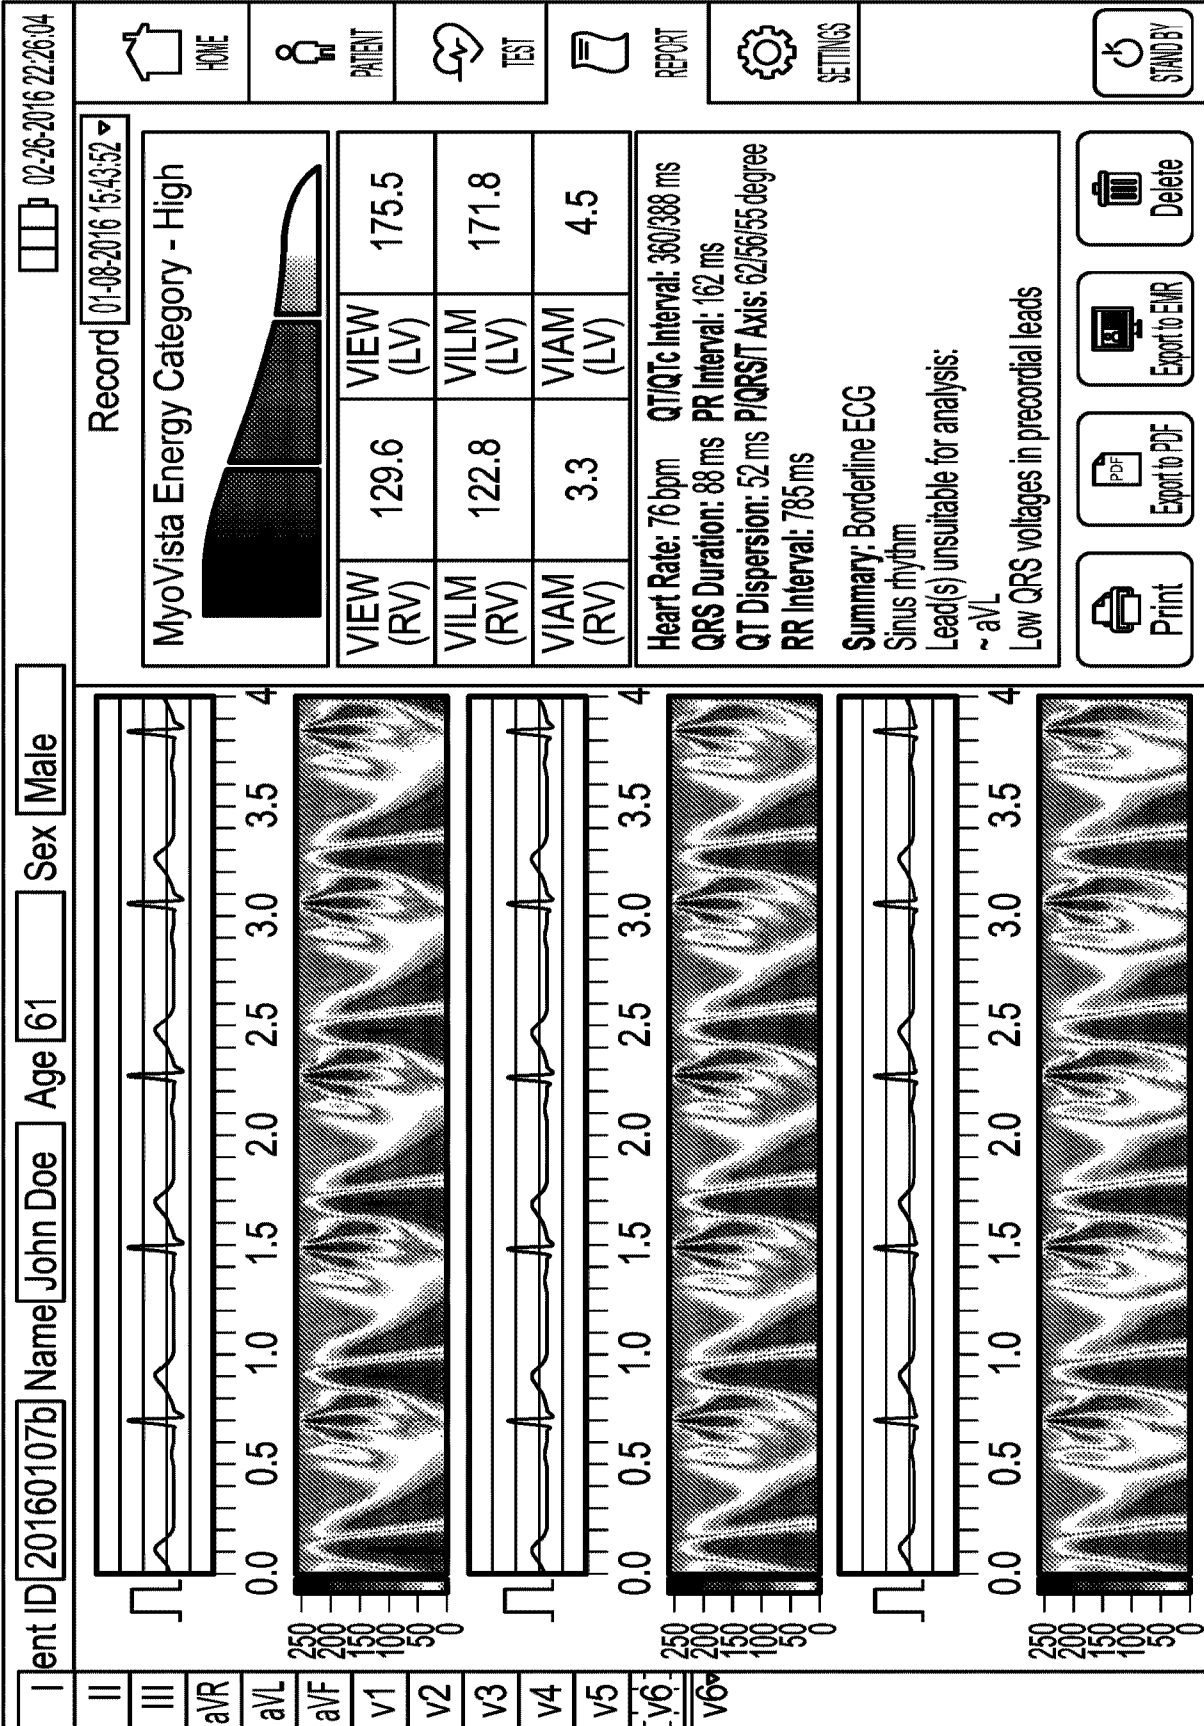 ent ID 20160107b Name John Doe Age 61 Sex Male 02-26-2016 22:26:04
I
II
III
aVR
aVL
aVF
v1
v2
v3
v4
v5
v6
v6
250
200
150
100
50
0
0.0 0.5 1.0 1.5 2.0 2.5 3.0 3.5 4
250
200
150
100
50
0
0.0 0.5 1.0 1.5 2.0 2.5 3.0 3.5 4
250
200
150
100
50
0
0.0 0.5 1.0 1.5 2.0 2.5 3.0 3.5 4
Record 01-08-2016 15:43:52
MyoVista Energy Category - High
VIEW (RV) 129.6 VIEW (LV) 175.5
VILM (RV) 122.8 VILM (LV) 171.8
VIAM (RV) 3.3 VIAM (LV) 4.5
Heart Rate: 76 bpm QT/QTc Interval: 360/388 ms
QRS Duration: 88 ms PR Interval: 162 ms
QT Dispersion: 52 ms P/QRS/T Axis: 62/56/55 degree
RR Interval: 785 ms
Summary: Borderline ECG
Sinus rhythm
Lead(s) unsuitable for analysis:
~ aVL
Low QRS voltages in precordial leads
Print
PDF
Export to PDF
Export to EMR
Delete
HOME
PATIENT
TEST
REPORT
SETTINGS
STAND BY